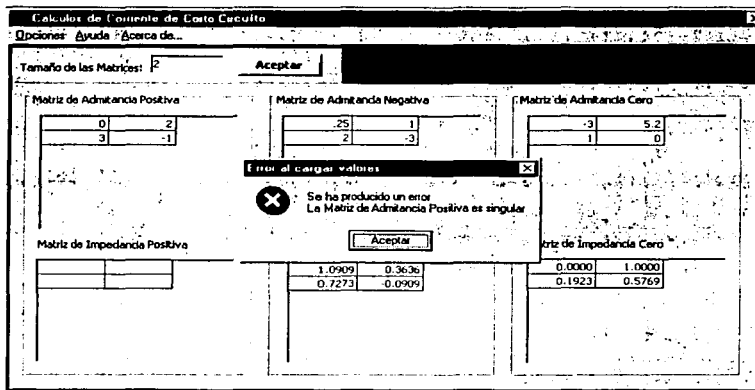 Calculos de Corriente de Corto Circuito
Opciones Ayuda Acerca de...
Tamaño de las Matrices: 2 Aceptar
Matriz de Admitancia Positiva
0 2
3 -1
Matriz de Admitancia Negativa
.25 1
2 -3
Matriz de Admitancia Cero
-3 5.2
1 0
Error al cargar valores
Se ha producido un error
La Matriz de Admitancia Positiva es singular
Aceptar
Matriz de Impedancia Positiva
1.0909 0.3636
0.7273 -0.0909
triz de Impedancia Cero
0.0000 1.0000
0.1923 0.5769